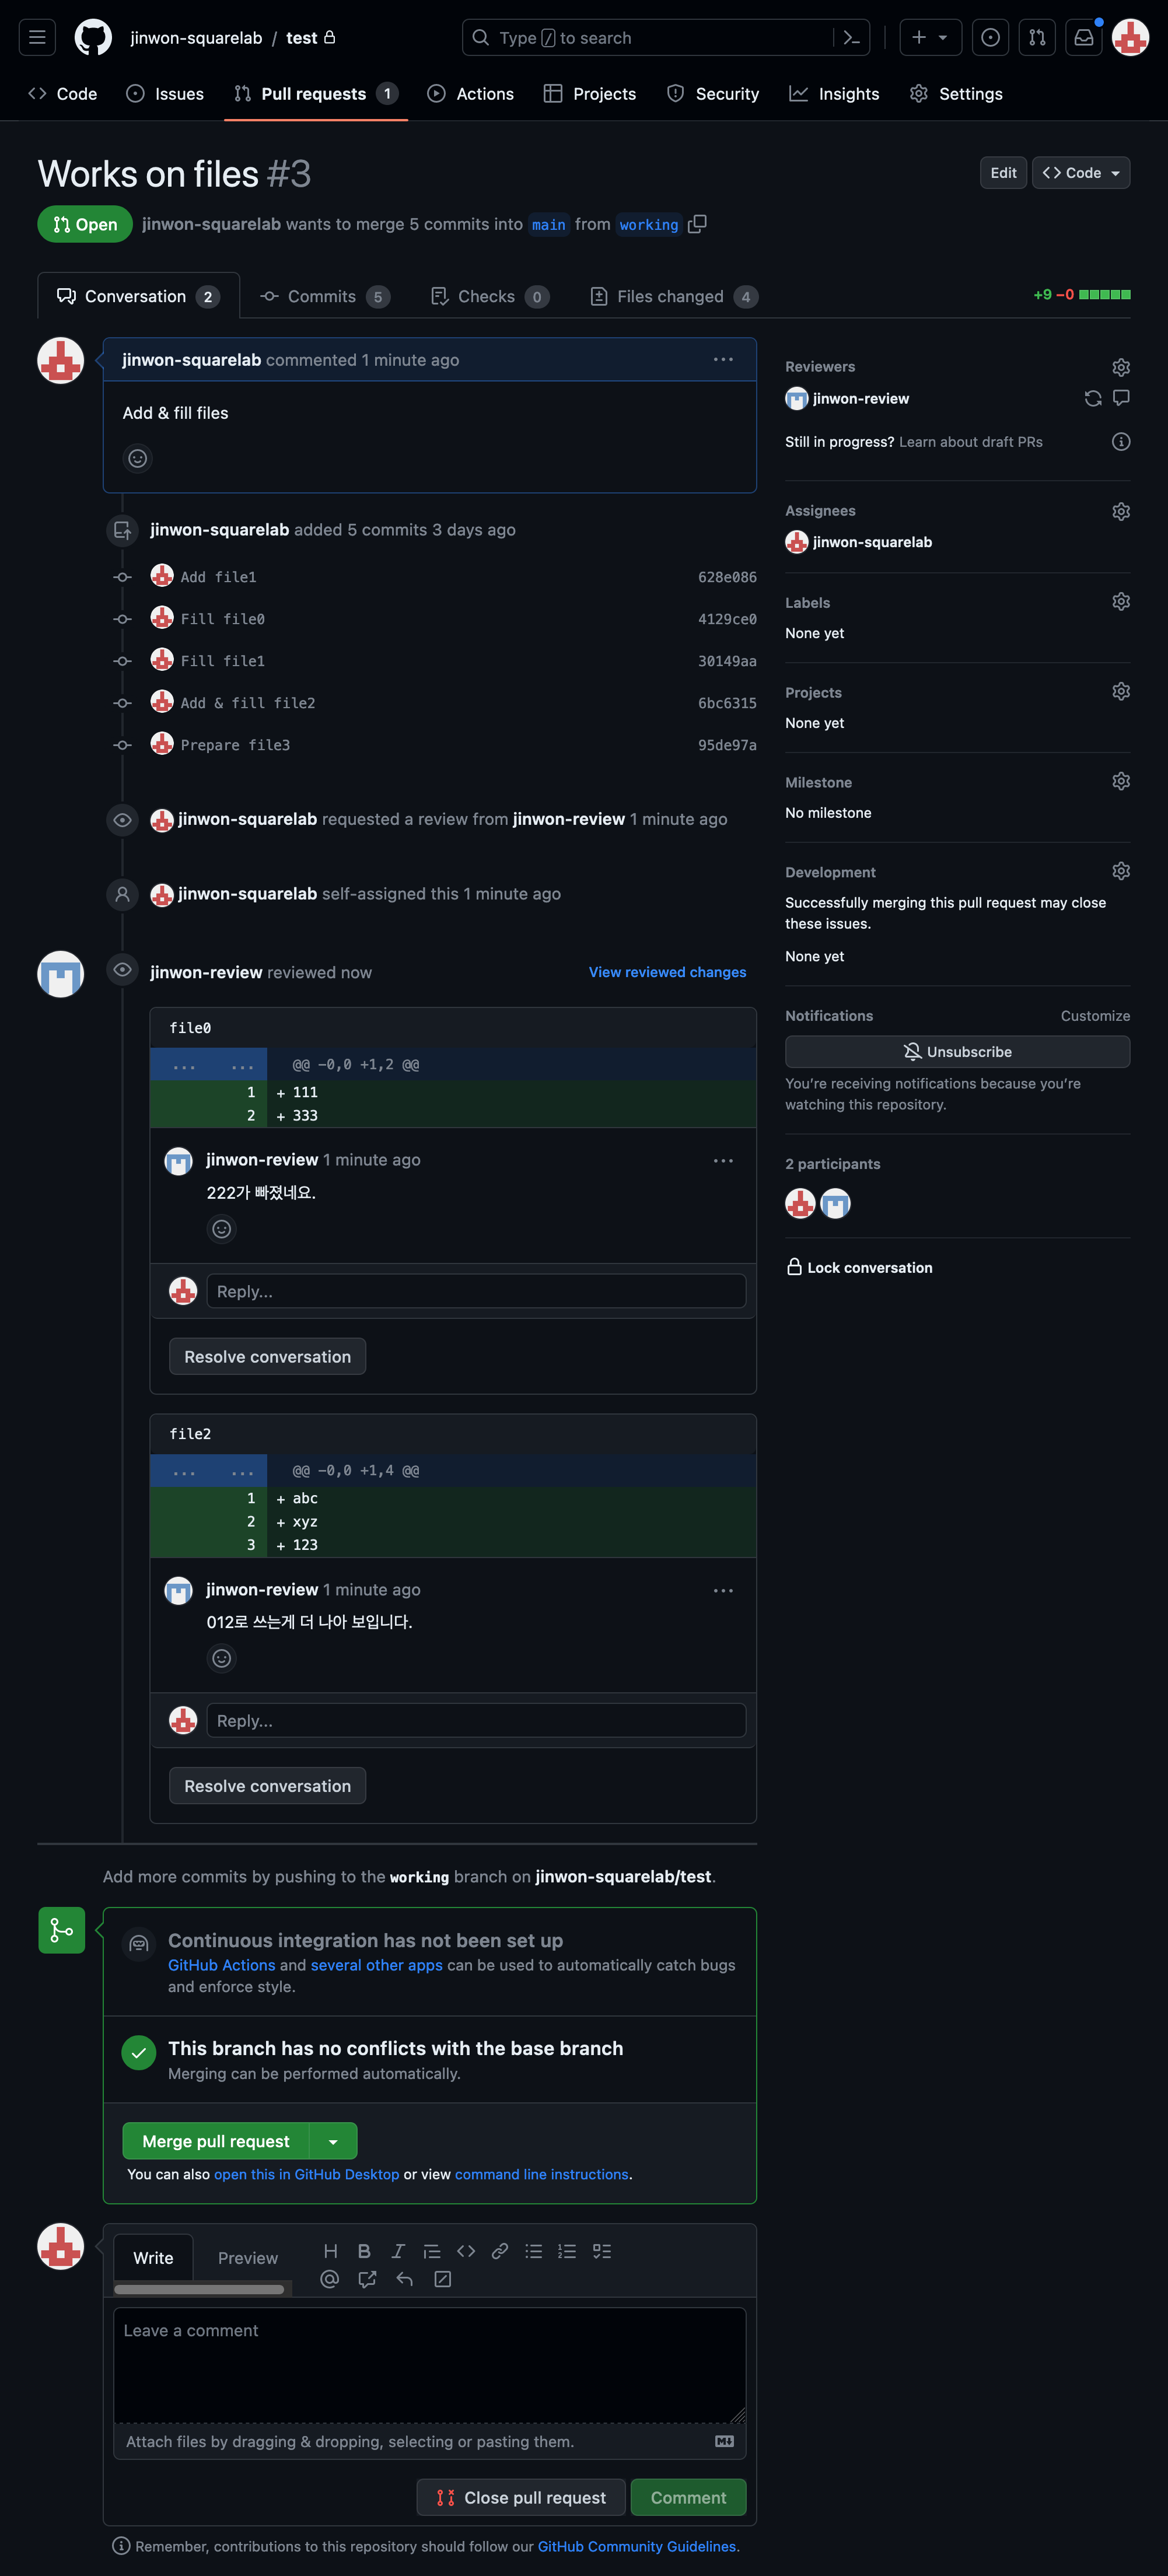 jinwon-squarelab / test
Type / to search
Code
Issues
Pull requests 1
Actions
Projects
Security
Insights
Settings
Works on files #3
Edit
Code
Open
jinwon-squarelab wants to merge 5 commits into main from working
Conversation 2
Commits 5
Checks 0
Files changed 4
+9 −0
jinwon-squarelab commented 1 minute ago
Add & fill files
jinwon-squarelab added 5 commits 3 days ago
Add file1 628e086
Fill file0 4129ce0
Fill file1 30149aa
Add & fill file2 6bc6315
Prepare file3 95de97a
jinwon-squarelab requested a review from jinwon-review 1 minute ago
jinwon-squarelab self-assigned this 1 minute ago
jinwon-review reviewed now
View reviewed changes
file0
... ... @@ -0,0 +1,2 @@
1 + 111
2 + 333
jinwon-review 1 minute ago
222가 빠졌네요.
Reply...
Resolve conversation
file2
... ... @@ -0,0 +1,4 @@
1 + abc
2 + xyz
3 + 123
jinwon-review 1 minute ago
012로 쓰는게 더 나아 보입니다.
Reply...
Resolve conversation
Add more commits by pushing to the working branch on jinwon-squarelab/test.
Continuous integration has not been set up
GitHub Actions and several other apps can be used to automatically catch bugs
and enforce style.
This branch has no conflicts with the base branch
Merging can be performed automatically.
Merge pull request
You can also open this in GitHub Desktop or view command line instructions.
Write
Preview
Leave a comment
Attach files by dragging & dropping, selecting or pasting them.
Close pull request
Comment
Remember, contributions to this repository should follow our GitHub Community Guidelines.
Reviewers
jinwon-review
Still in progress? Learn about draft PRs
Assignees
jinwon-squarelab
Labels
None yet
Projects
None yet
Milestone
No milestone
Development
Successfully merging this pull request may close
these issues.
None yet
Notifications
Customize
Unsubscribe
You're receiving notifications because you're
watching this repository.
2 participants
Lock conversation